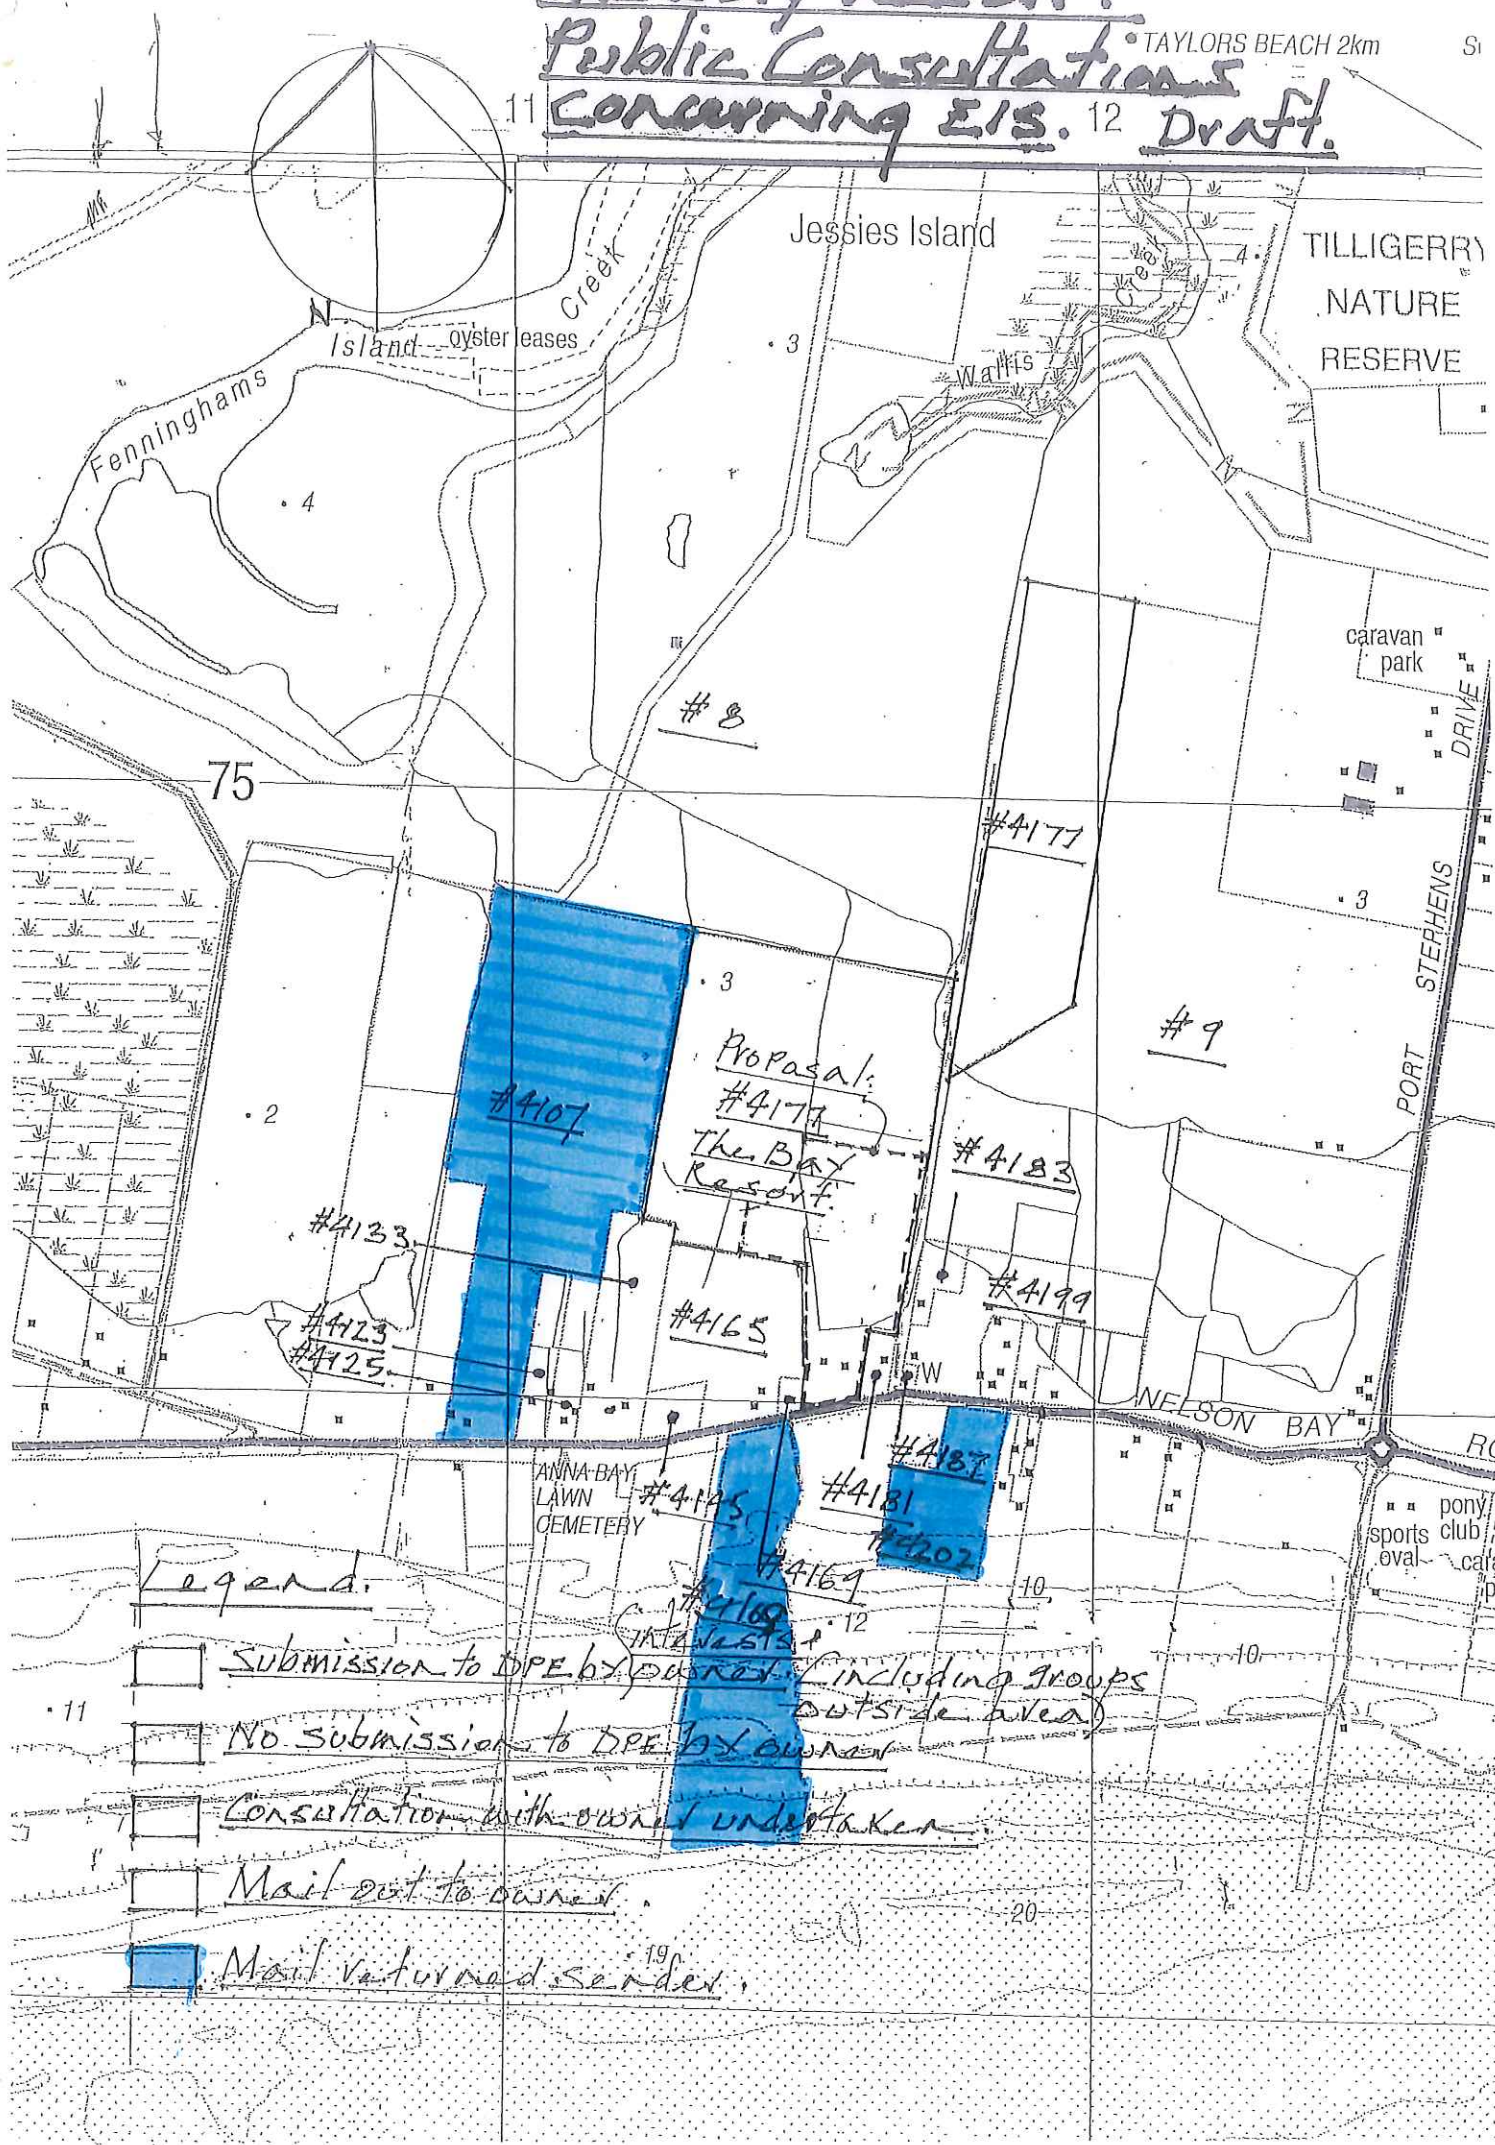 Public Consultations
Concerning EIS. Draft.
• TAYLORS BEACH 2km
11
12
Jessies Island
Creek
Creek
4
TILLIGERRY
NATURE
RESERVE
N
Island
oyster leases
3
Wallis
Fenninghams
4
caravan
park
# 8
DRIVE
75
#4177
STEPHENS
3
3
# 9
Proposal:
#4177
The Bay
Resort.
PORT
#4107
2
#4183
#4133
#4199
#4165
#4123
#4125
W
NELSON BAY
ANNA BAY
LAWN
CEMETERY
#4145
#4187
#4181
#4202
pony
club
sports
oval
Legend.
#4169
10
12
interests &
Submission to DPE by owner. (including groups
outside area)
10
11
No submission to DPE by owner
Consultation with owner undertaken.
Mail out to owner.
20
19
Mail returned sender.